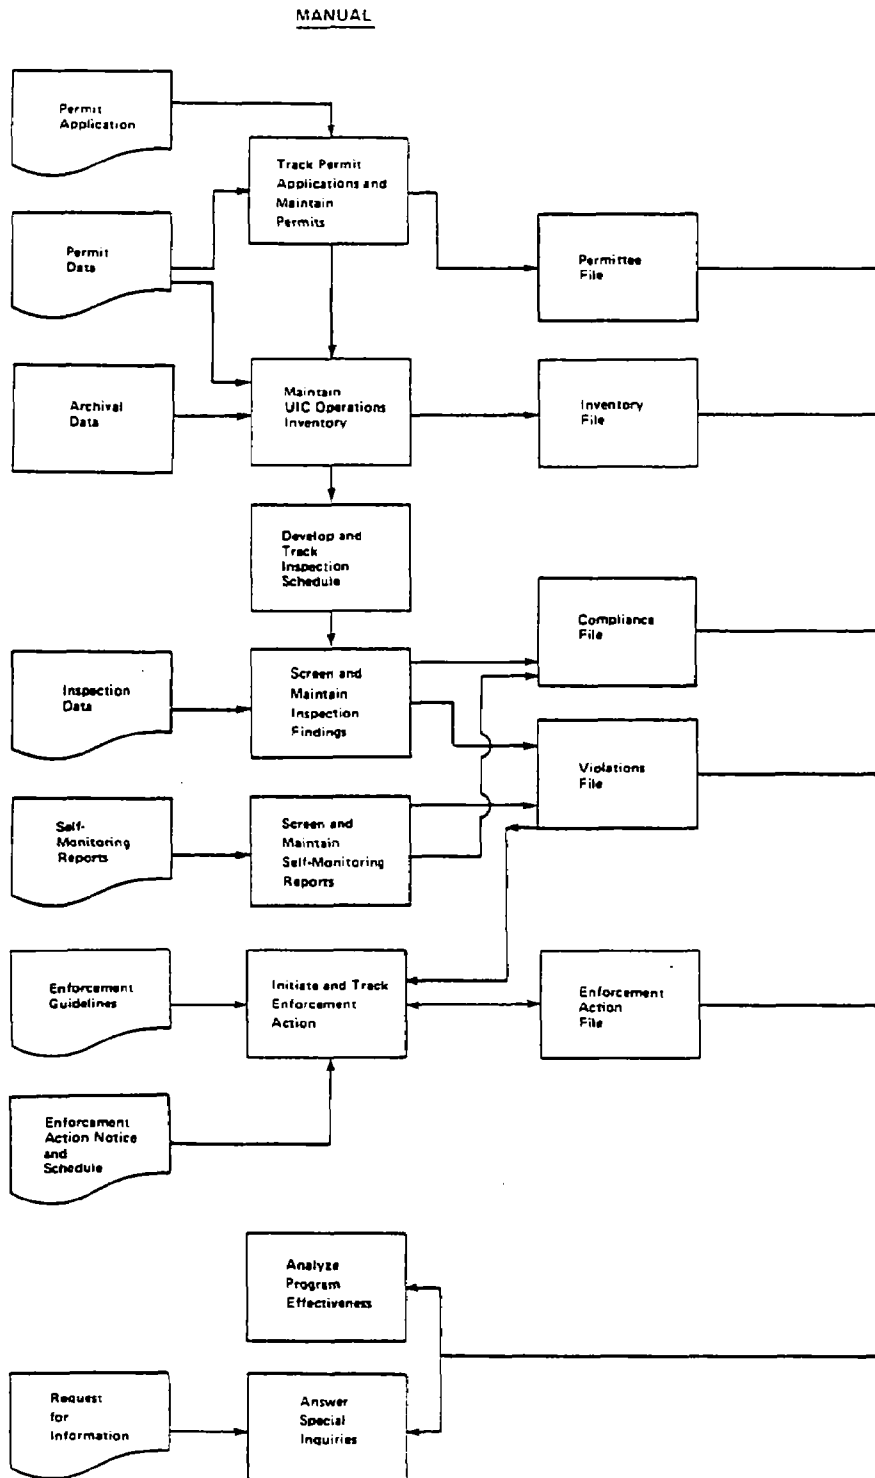 MANUAL
Permit
Application
Track Permit
Applications and
Maintain
Permits
Permit
Data
Permittee
File
Archival
Data
Maintain
UIC Operations
Inventory
Inventory
File
Develop and
Track
Inspection
Schedule
Compliance
File
Inspection
Data
Screen and
Maintain
Inspection
Findings
Violations
File
Self-
Monitoring
Reports
Screen and
Maintain
Self-Monitoring
Reports
Enforcement
Guidelines
Initiate and Track
Enforcement
Action
Enforcement
Action
File
Enforcement
Action Notice
and
Schedule
Analyze
Program
Effectiveness
Request
for
Information
Answer
Special
Inquiries